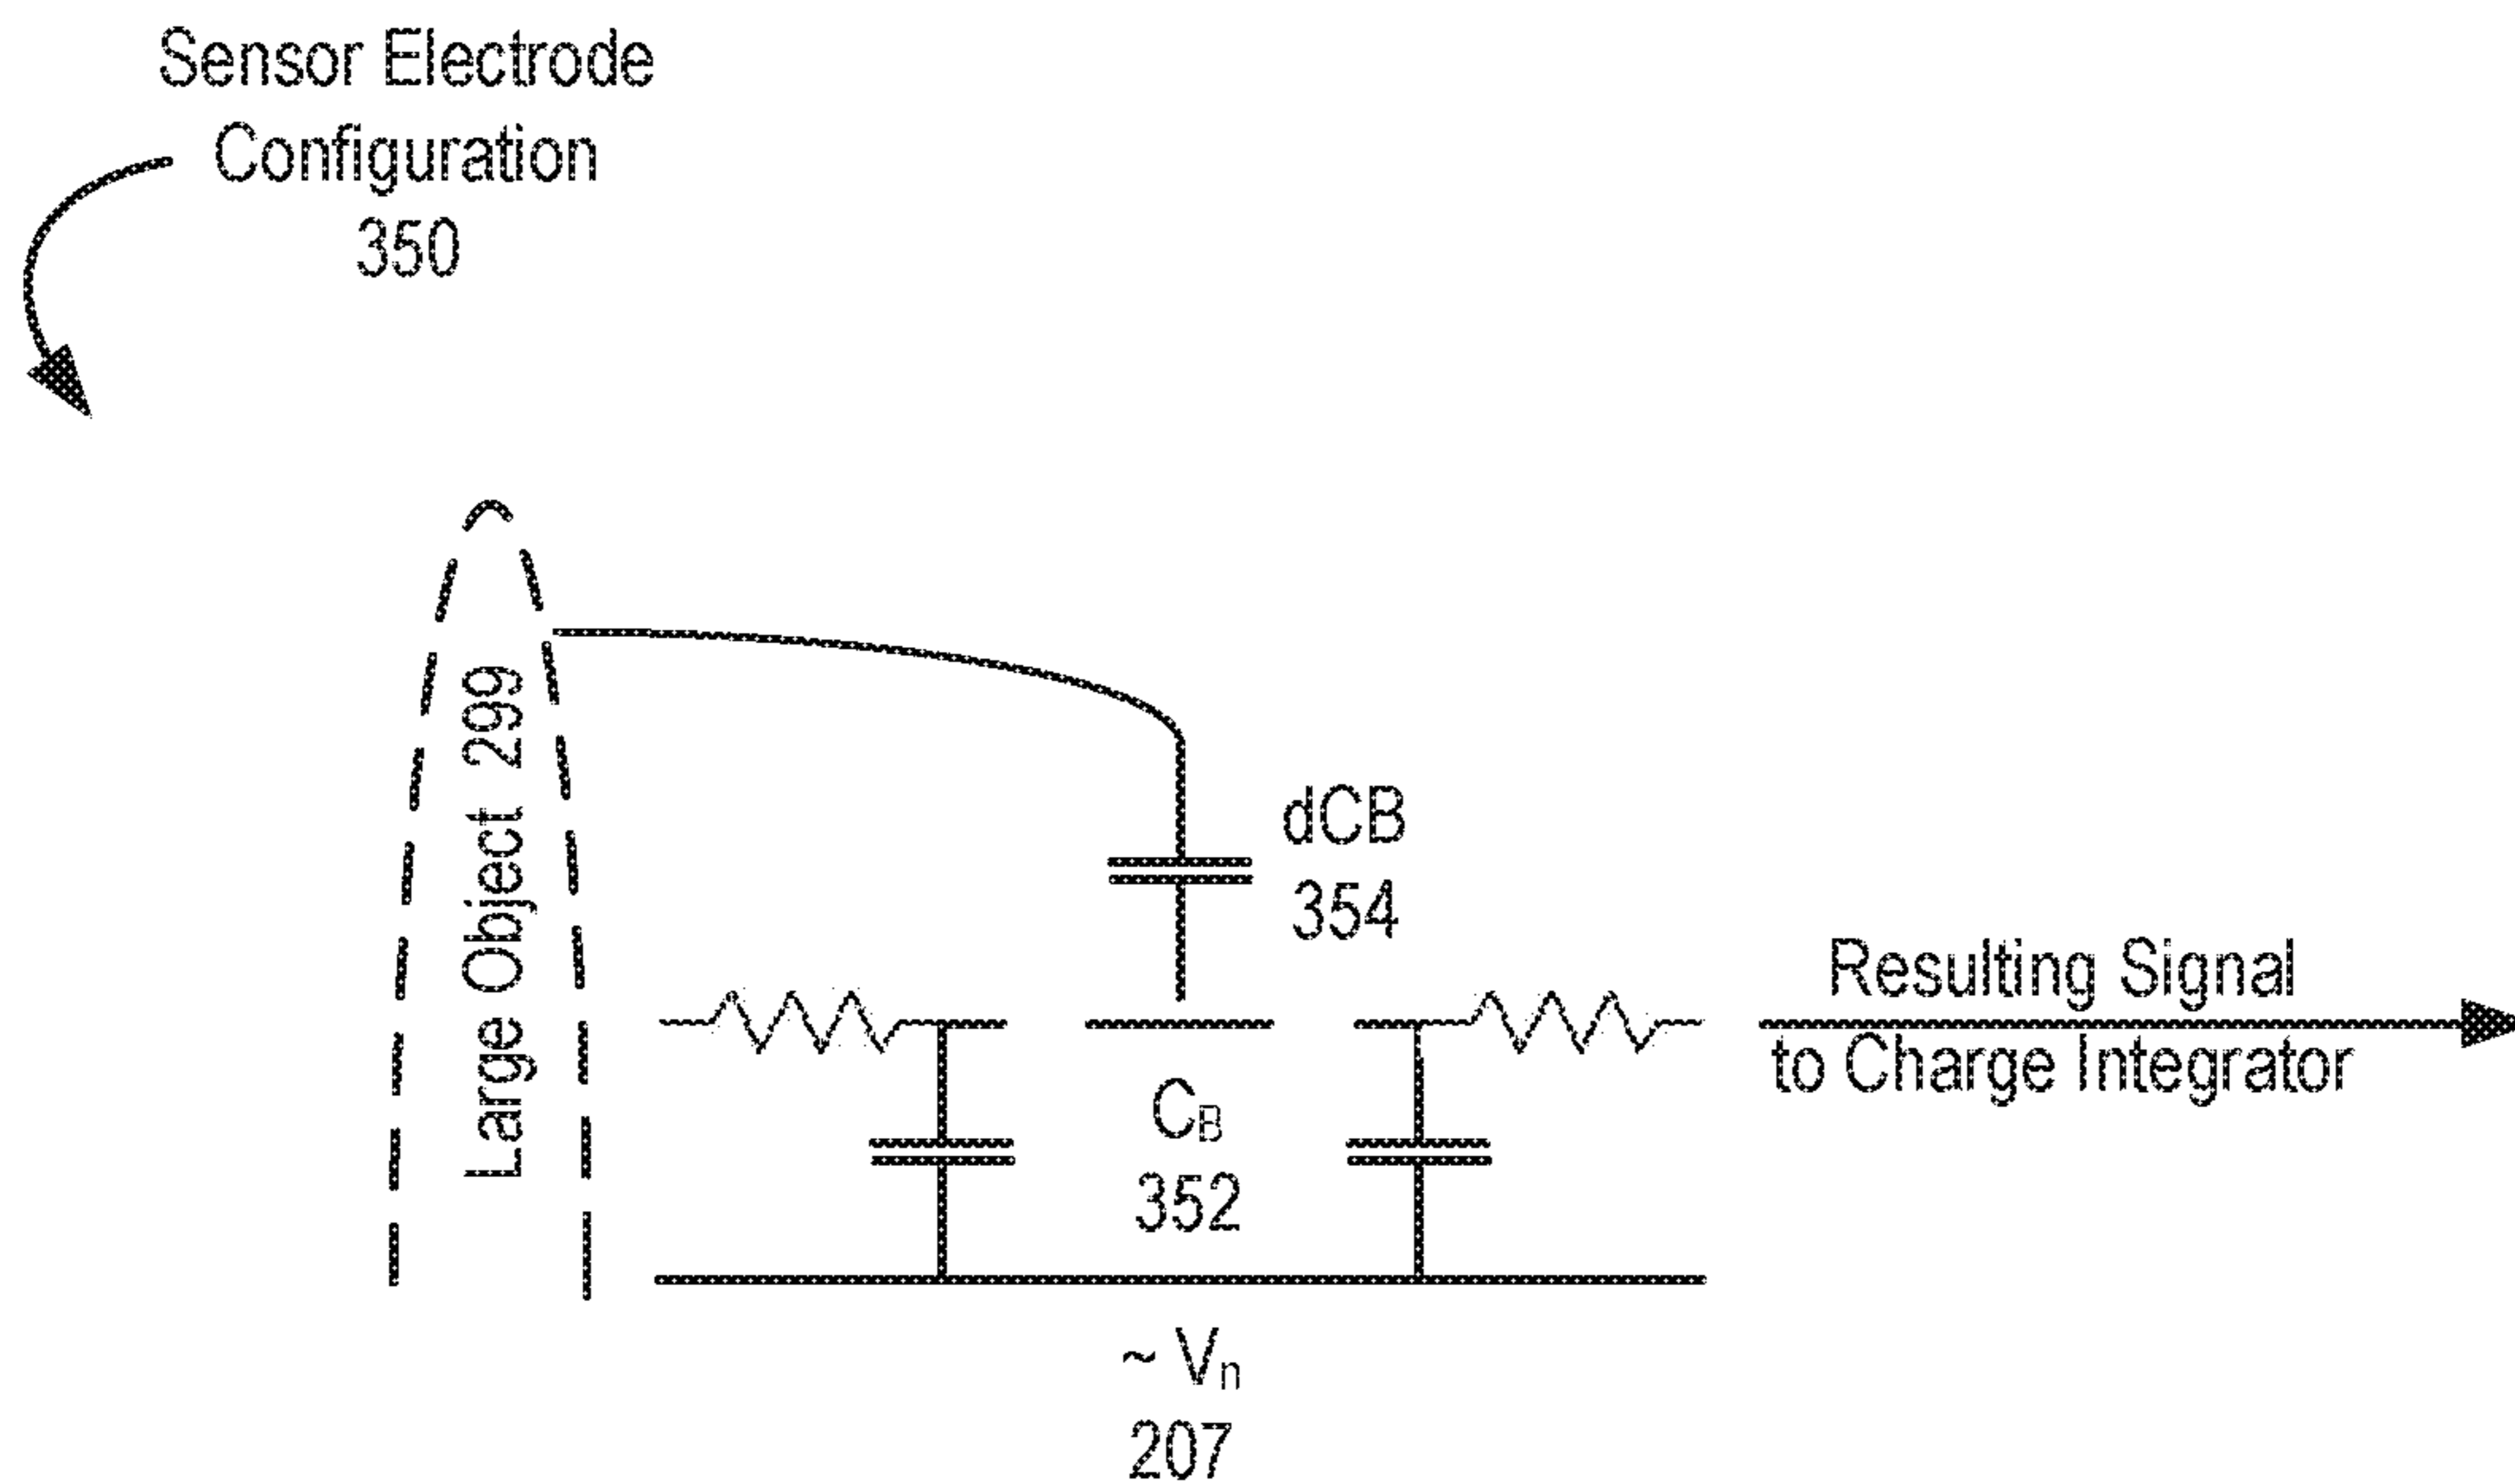 Sensor Electrode
Configuration
350
Large Object 299
dCB
354
Resulting Signal
to Charge Integrator
CB
352
~ Vn
207